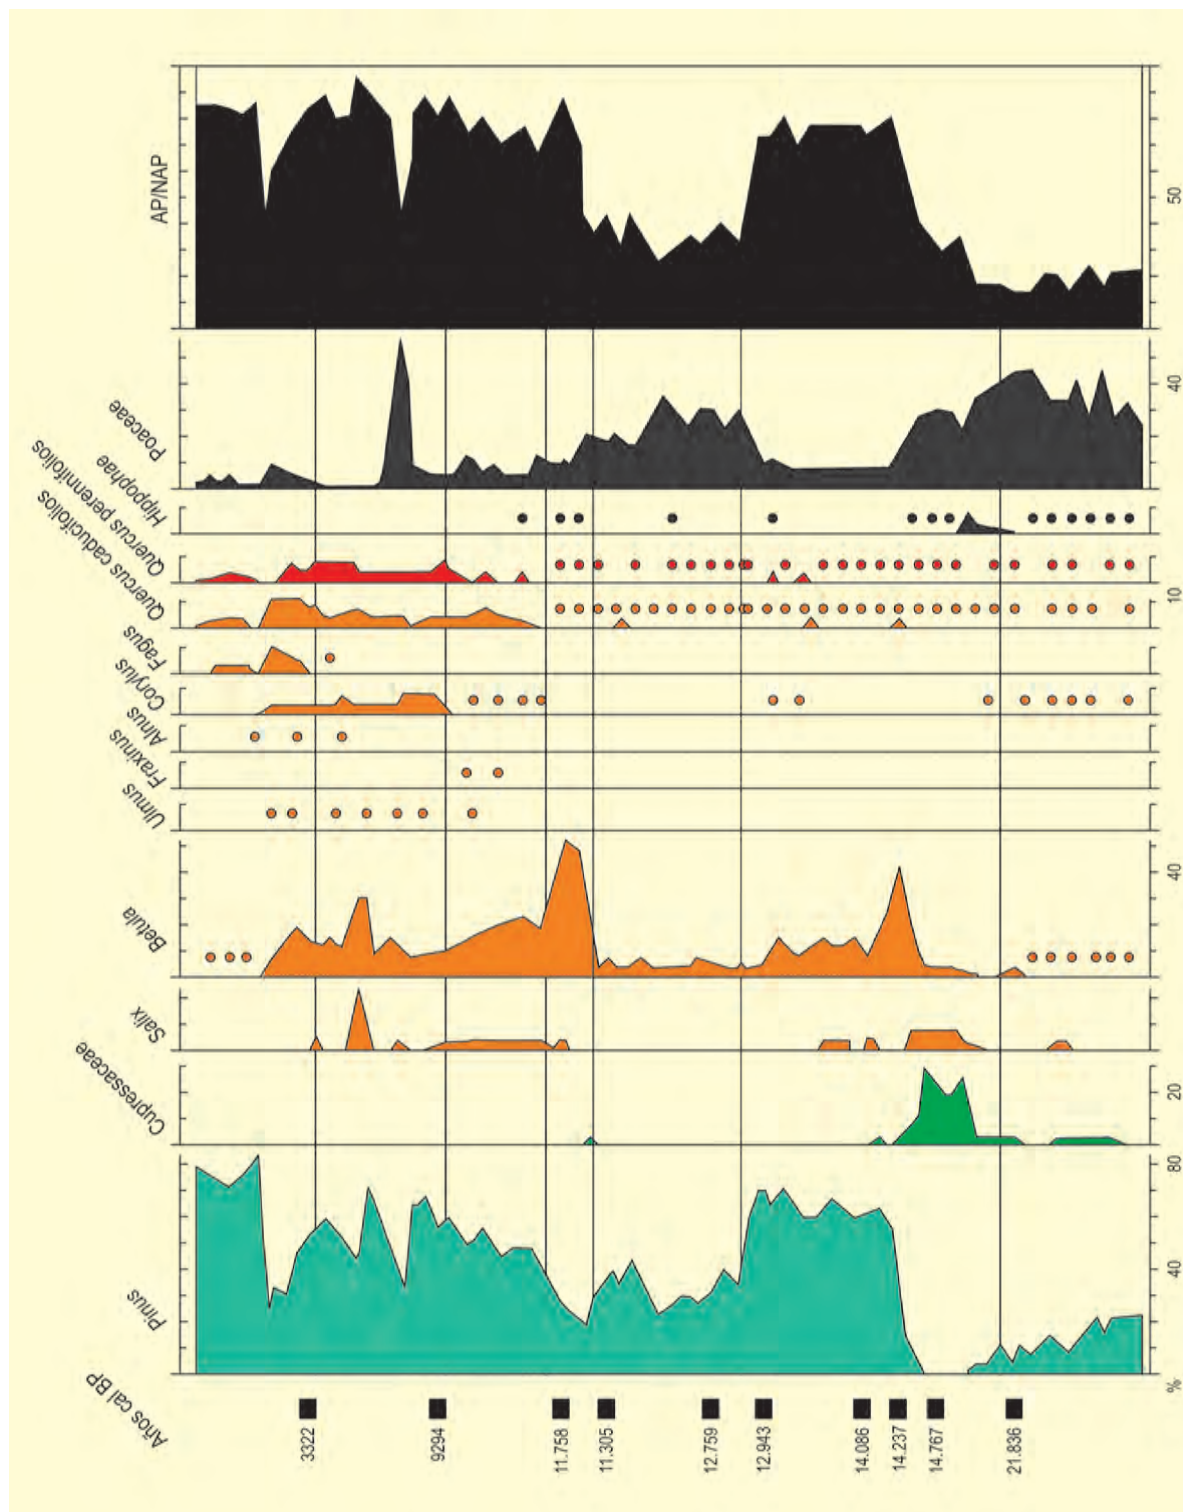 AP/NAP
50
Poaceae
40
Hippophae
Quercus perennifolios
Quercus caducifolios
10
Fagus
Corylus
Alnus
Fraxinus
Ulmus
Betula
40
Salix
Cupressaceae
20
Pinus
80
40
%
Años cal BP
3322
9294
11.758
11.305
12.759
12.943
14.086
14.237
14.767
21.836